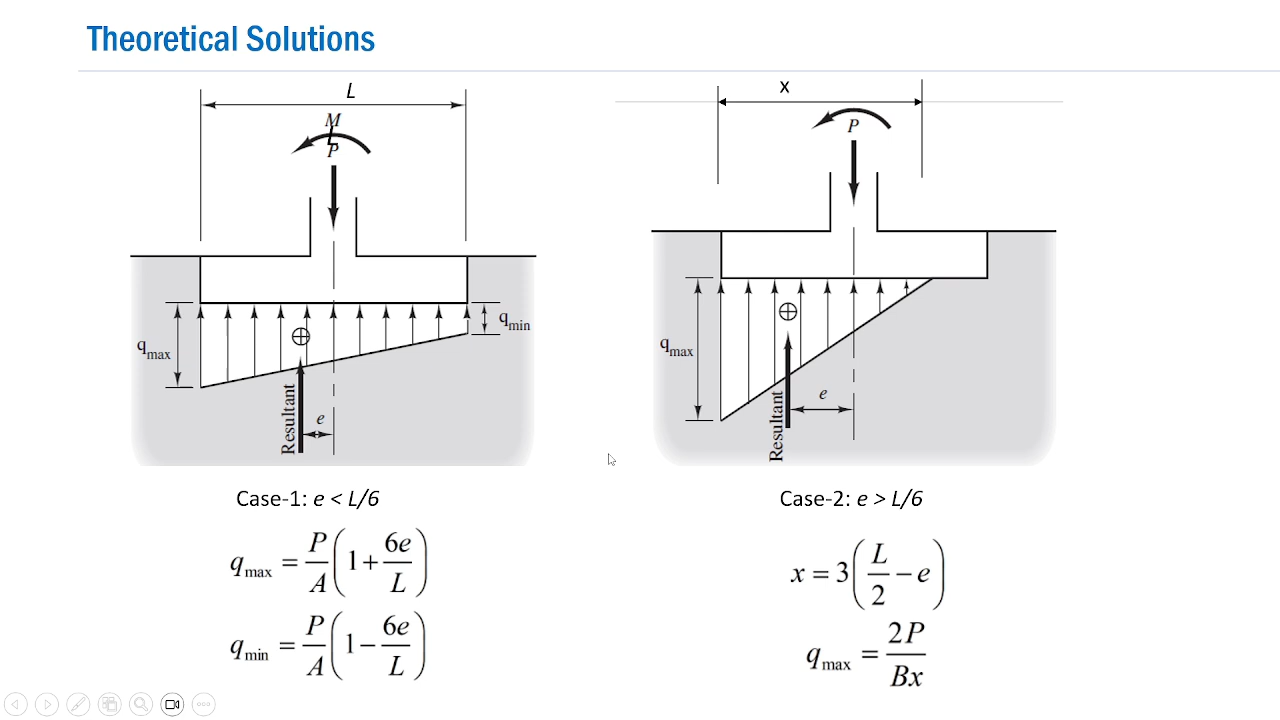 Theoretical Solutions
L
M
L
P
q_max
q_min
Resultant
e
x
P
q_max
Resultant
e
Case-1: e < L/6
q_max = P/A (1 + 6e/L)
q_min = P/A (1 − 6e/L)
Case-2: e > L/6
x = 3 (L/2 − e)
q_max = 2P/Bx